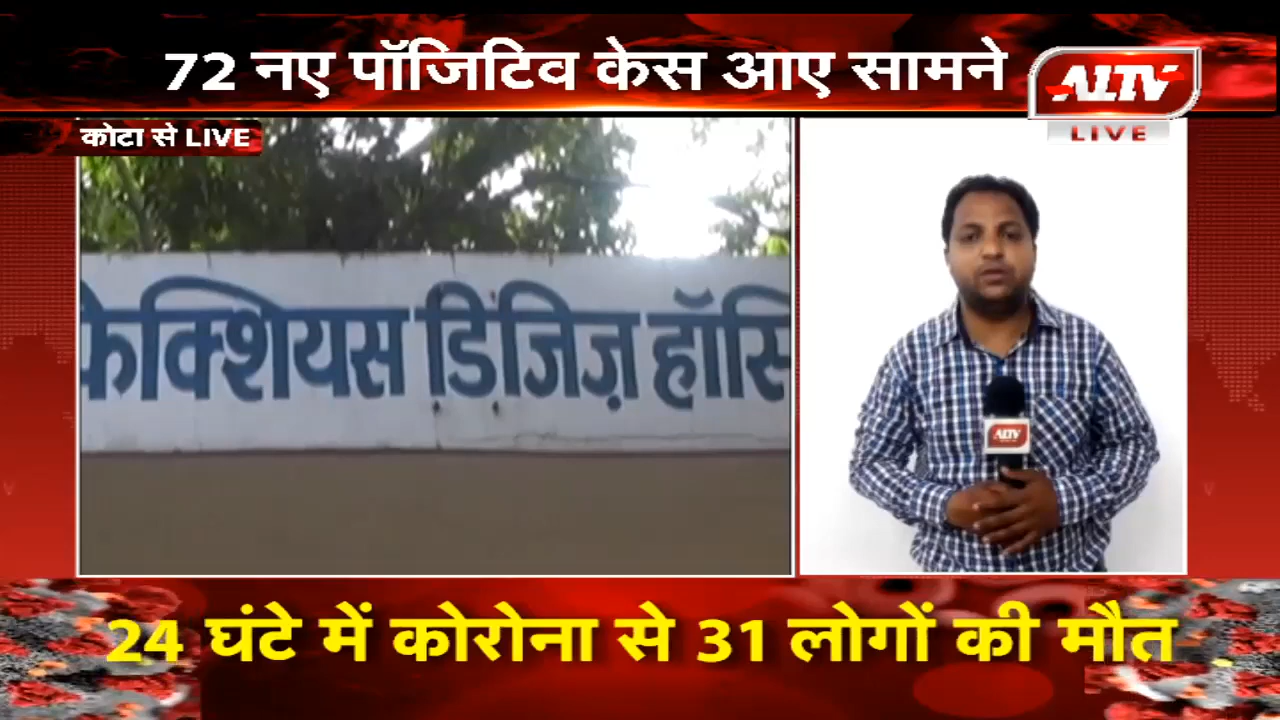 72 नए पॉजिटिव केस आए सामने
ALTV
LIVE
कोटा से LIVE
फेक्शियस डिंजिज़ हॉस्पि
ALTV
24 घंटे में कोरोना से 31 लोगों की मौत